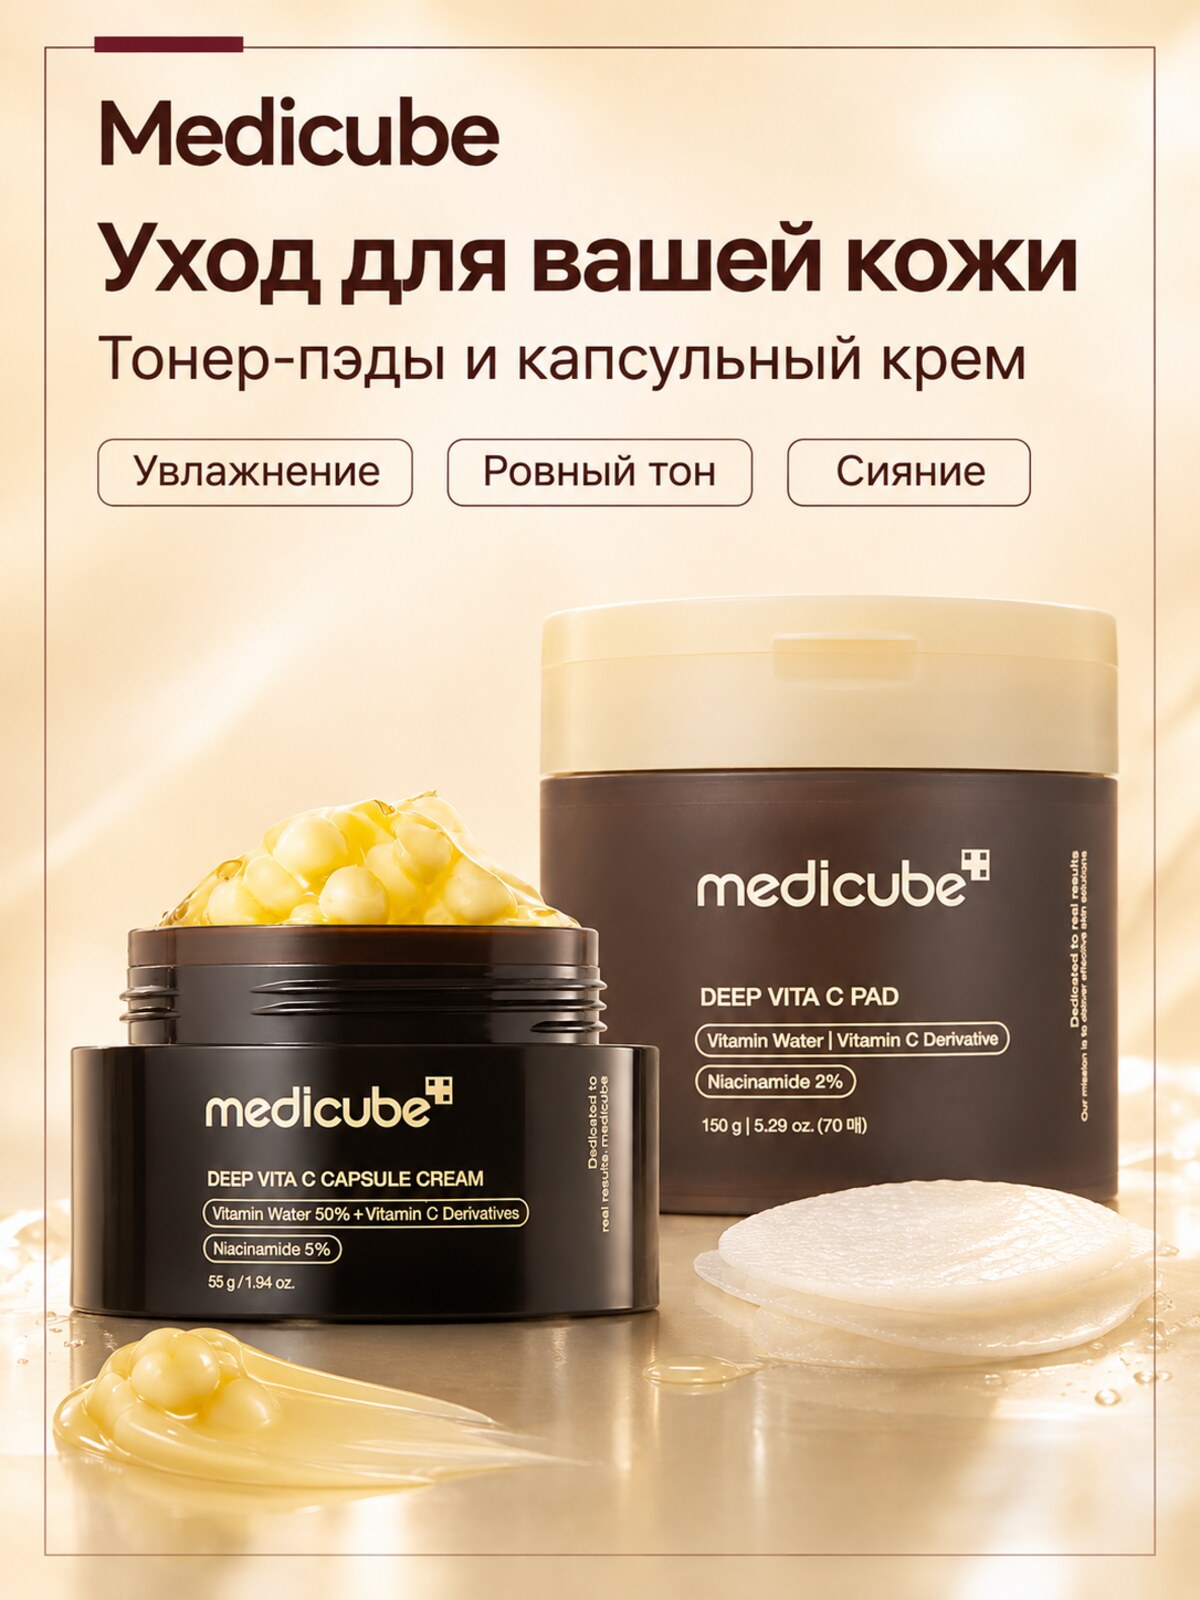 Medicube
Уход для вашей кожи
Тонер-пэды и капсульный крем
Увлажнение
Ровный тон
Сияние
medicube
DEEP VITA C PAD
Vitamin Water | Vitamin C Derivative
Niacinamide 2%
150 g | 5.29 oz. (70 매)
Dedicated to real results
Our mission is to deliver effective skin solutions
medicube
DEEP VITA C CAPSULE CREAM
Vitamin Water 50% + Vitamin C Derivatives
Niacinamide 5%
55 g / 1.94 oz.
Dedicated to
real results. medicube